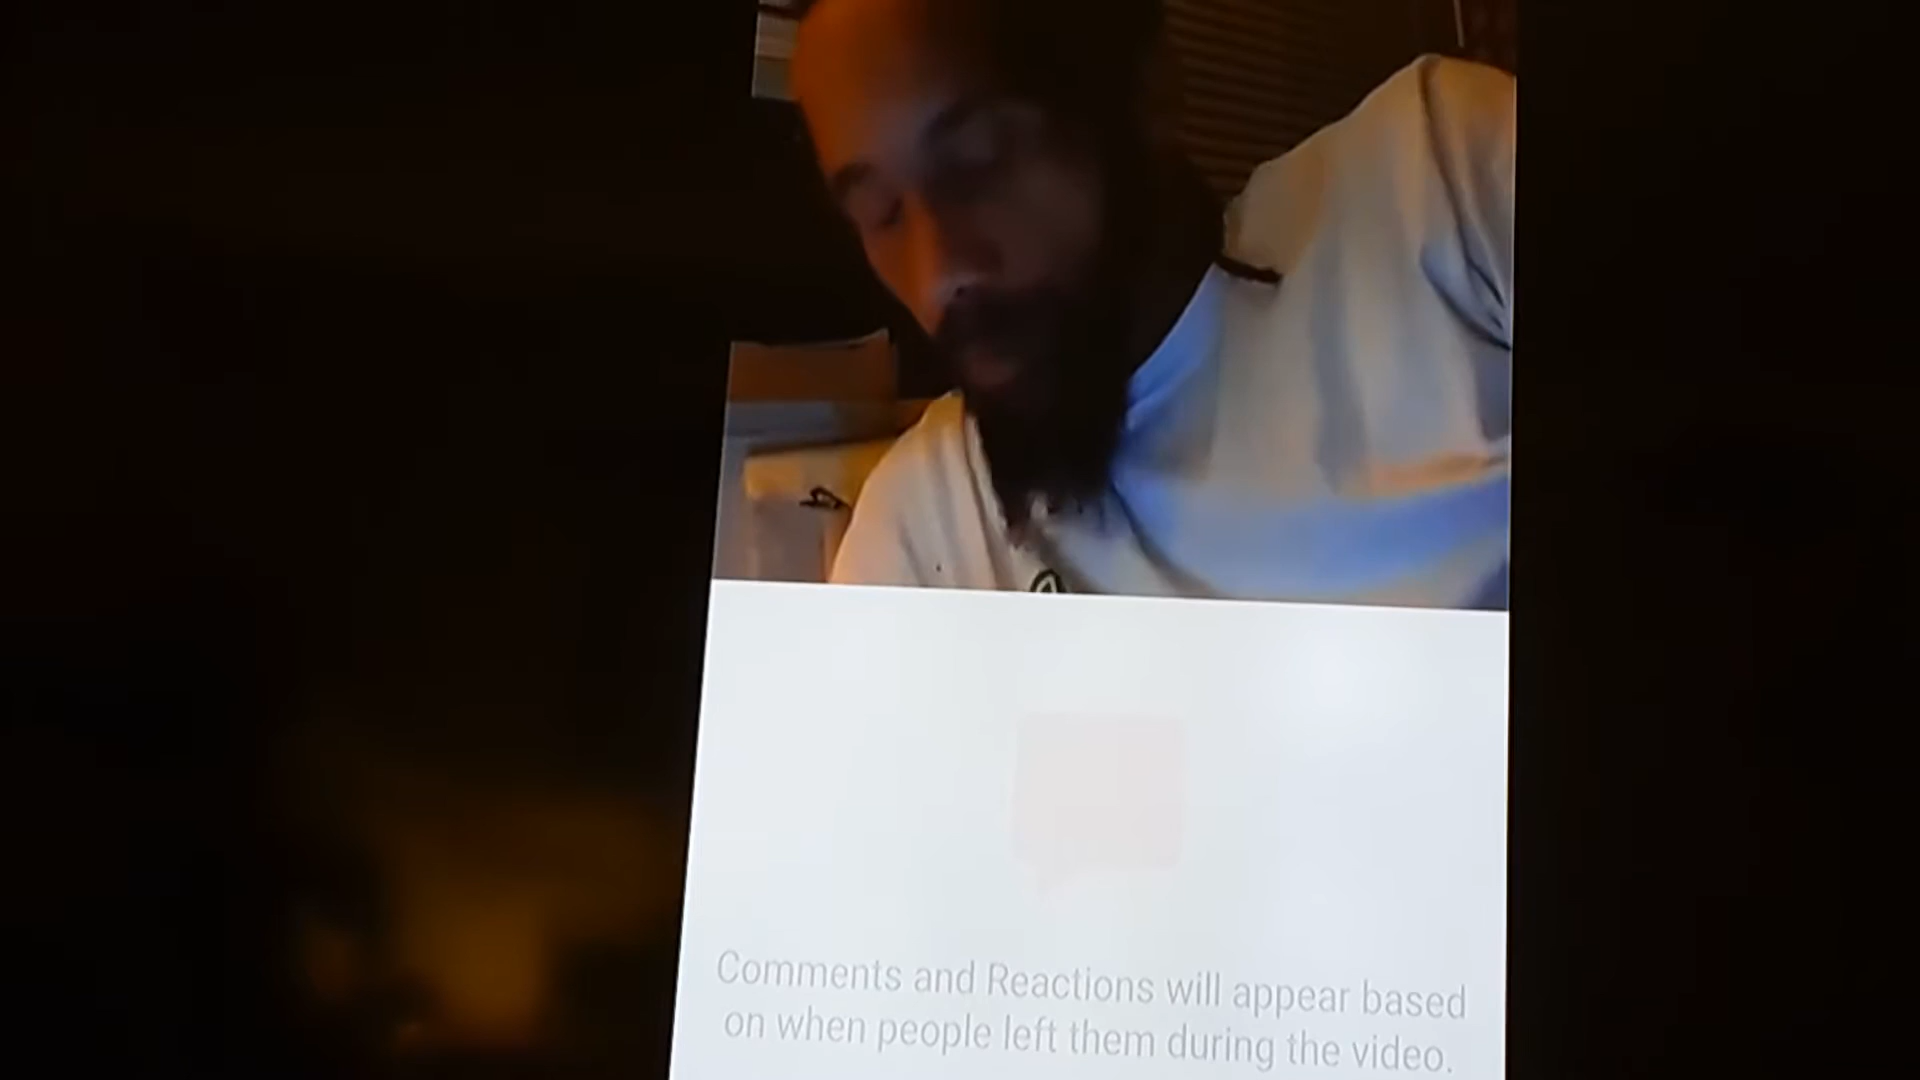 Comments and Reactions will appear based
on when people left them during the video.